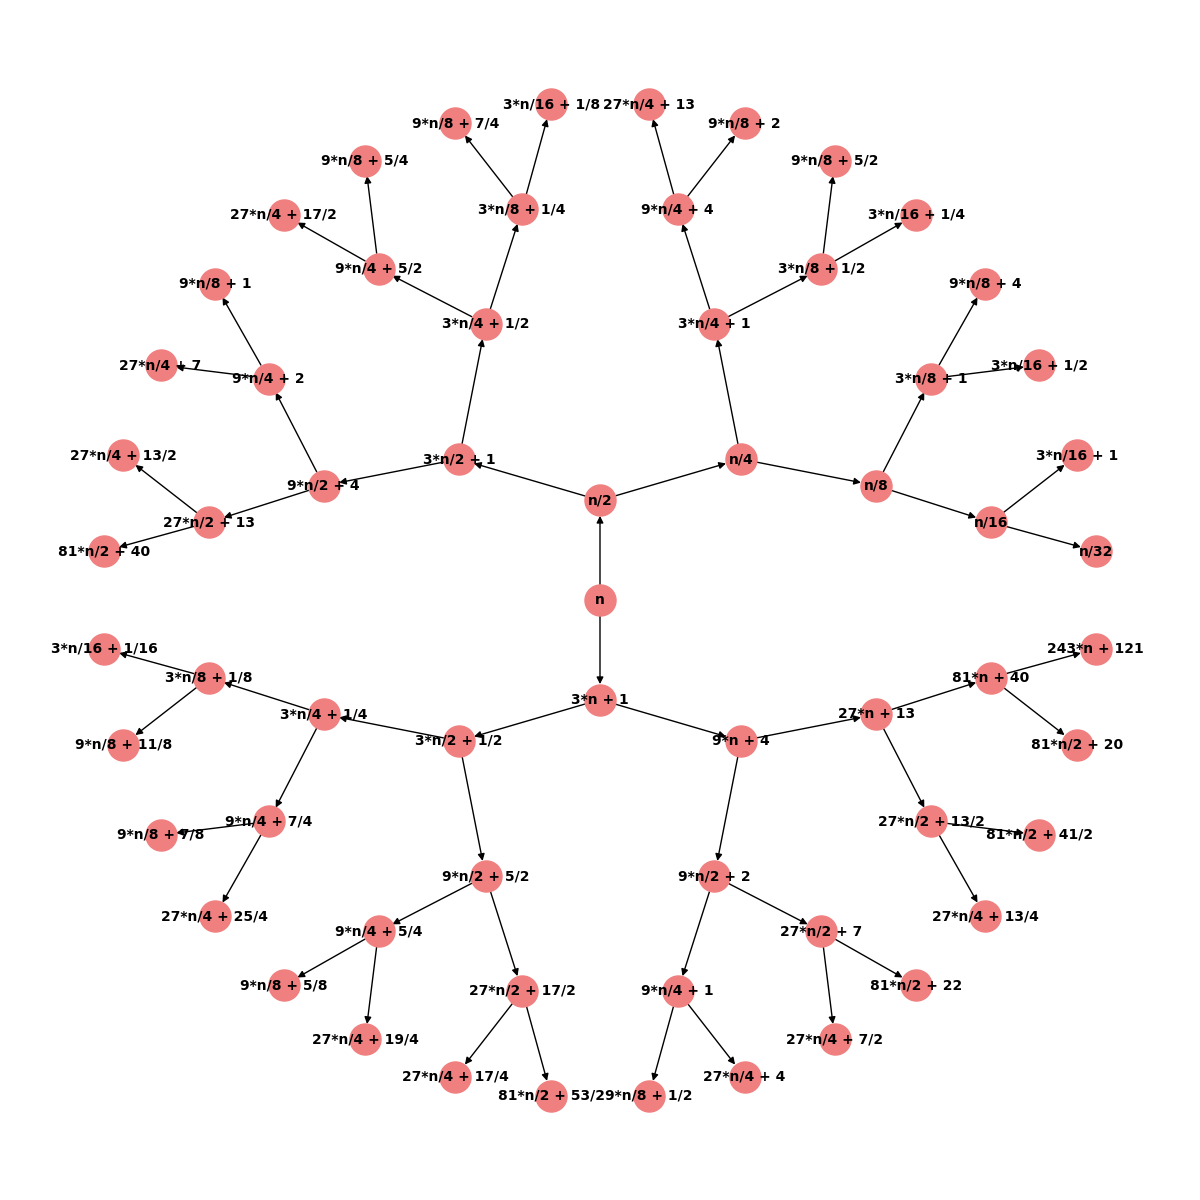 3*n/16 + 1/8
27*n/4 + 13
9*n/8 + 7/4
9*n/8 + 2
9*n/8 + 5/4
9*n/8 + 5/2
3*n/8 + 1/4
9*n/4 + 4
27*n/4 + 17/2
3*n/16 + 1/4
9*n/4 + 5/2
3*n/8 + 1/2
9*n/8 + 1
9*n/8 + 4
3*n/4 + 1/2
3*n/4 + 1
27*n/4 + 7
3*n/16 + 1/2
9*n/4 + 2
3*n/8 + 1
27*n/4 + 13/2
3*n/2 + 1
n/4
3*n/16 + 1
9*n/2 + 4
n/8
n/2
27*n/2 + 13
n/16
81*n/2 + 40
n/32
n
3*n/16 + 1/16
243*n + 121
3*n/8 + 1/8
81*n + 40
3*n + 1
3*n/4 + 1/4
27*n + 13
3*n/2 + 1/2
9*n + 4
9*n/8 + 11/8
81*n/2 + 20
9*n/4 + 7/4
27*n/2 + 13/2
9*n/8 + 7/8
81*n/2 + 41/2
9*n/2 + 5/2
9*n/2 + 2
27*n/4 + 25/4
27*n/4 + 13/4
9*n/4 + 5/4
27*n/2 + 7
9*n/8 + 5/8
27*n/2 + 17/2
9*n/4 + 1
81*n/2 + 22
27*n/4 + 19/4
27*n/4 + 7/2
27*n/4 + 17/4
27*n/4 + 4
81*n/2 + 53/2
9*n/8 + 1/2